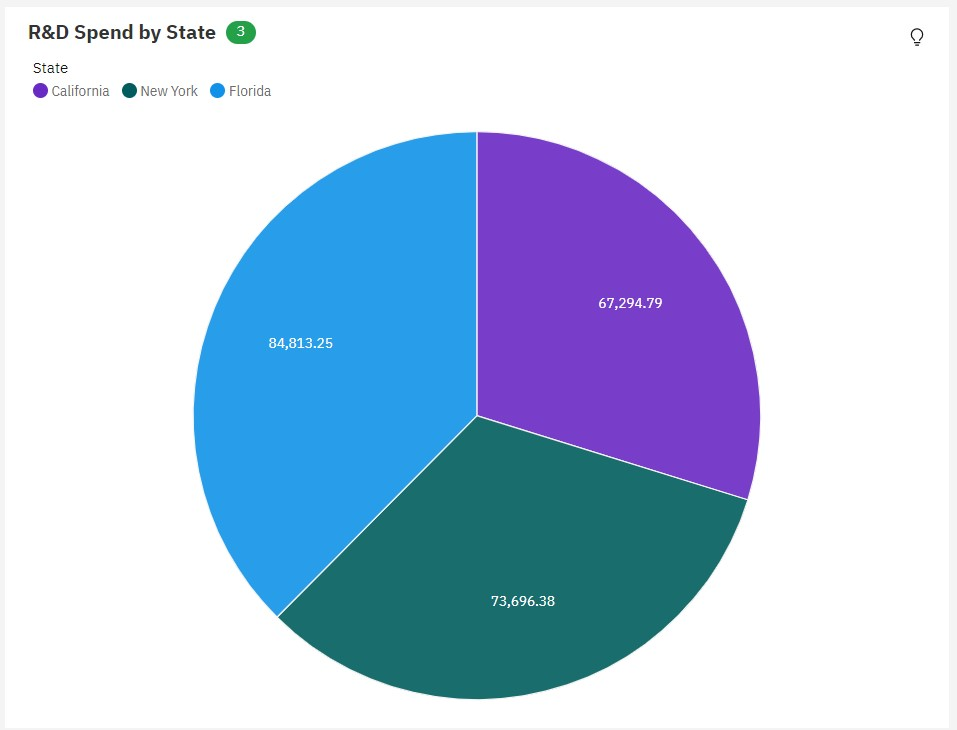 R&D Spend by State 3
State
California New York Florida
67,294.79
84,813.25
73,696.38